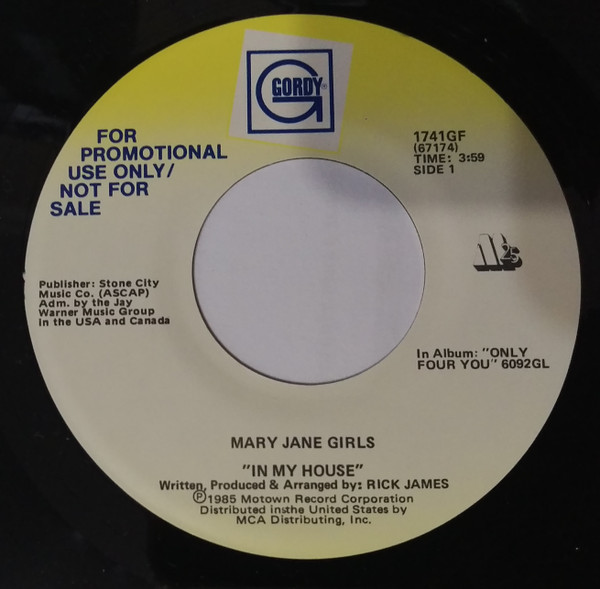 GORDY®
FOR
PROMOTIONAL
USE ONLY/
NOT FOR
SALE
1741GF
(67174)
TIME: 3:59
SIDE 1
Publisher: Stone City
Music Co. (ASCAP)
Adm. by the Jay
Warner Music Group
in the USA and Canada
In Album: "ONLY
FOUR YOU" 6092GL
MARY JANE GIRLS
"IN MY HOUSE"
Written, Produced & Arranged by: RICK JAMES
℗1985 Motown Record Corporation
Distributed in the United States by
MCA Distributing, Inc.